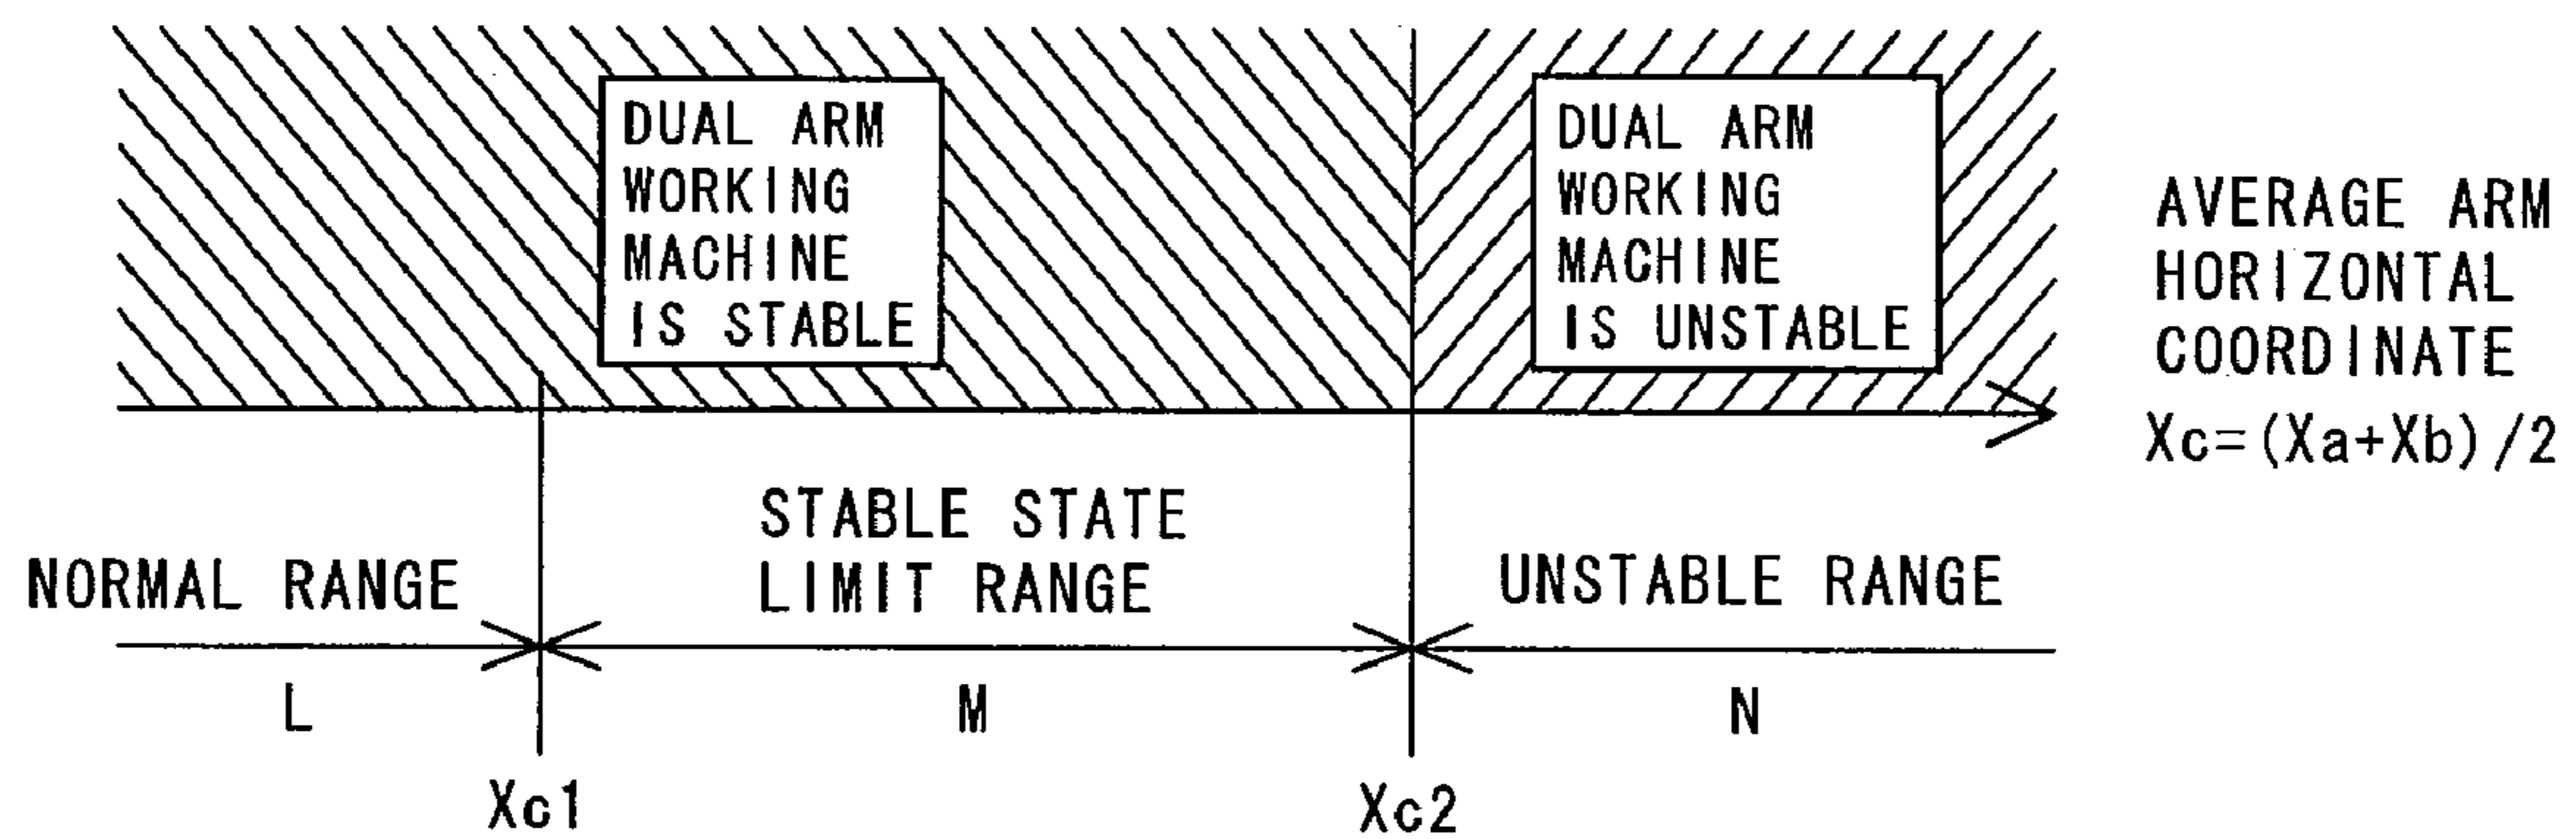 DUAL ARM
WORKING
MACHINE
IS STABLE
DUAL ARM
WORKING
MACHINE
IS UNSTABLE
AVERAGE ARM
HORIZONTAL
COORDINATE
Xc=(Xa+Xb)/2
NORMAL RANGE
STABLE STATE
LIMIT RANGE
UNSTABLE RANGE
L
M
N
Xc1
Xc2